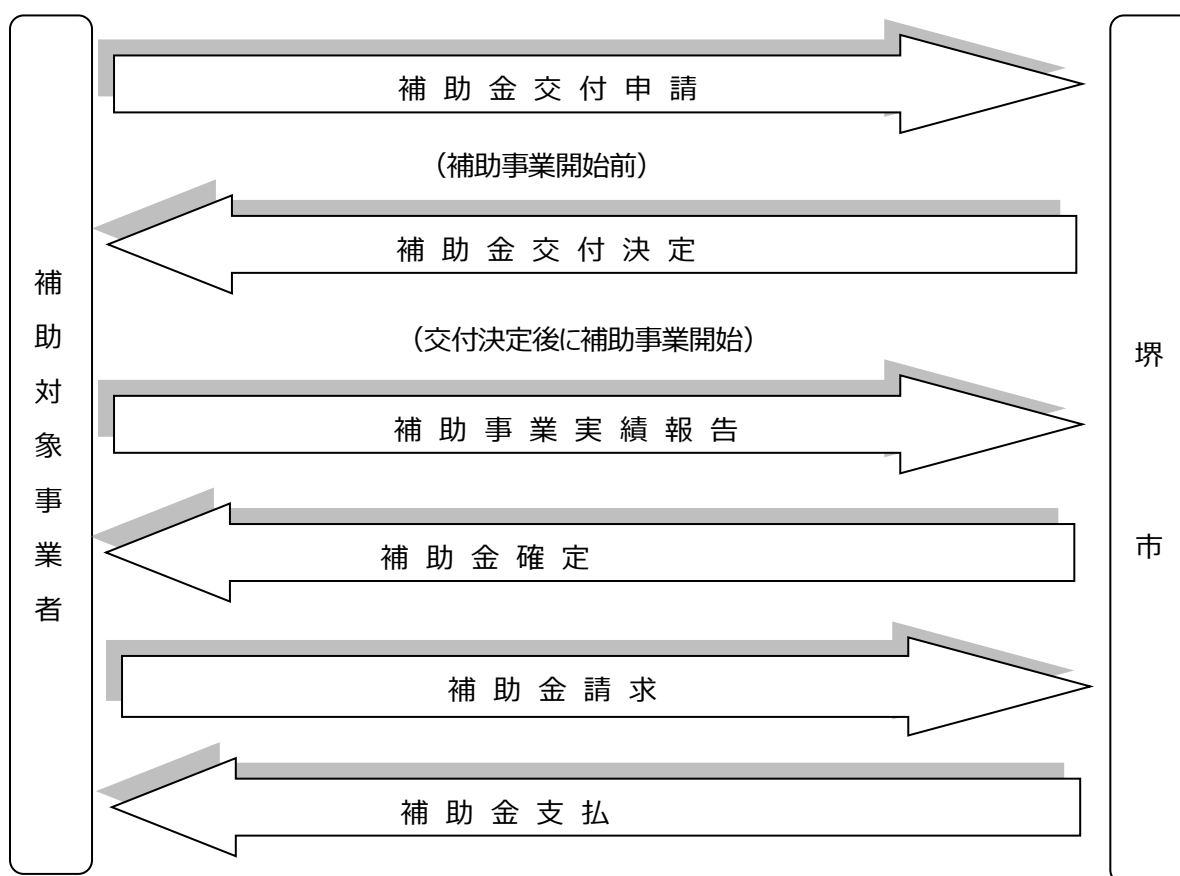 補助金交付申請
（補助事業開始前）
補助金交付決定
（交付決定後に補助事業開始）
補助事業実績報告
補助金確定
補助金請求
補助金支払
補助対象事業者
堺市